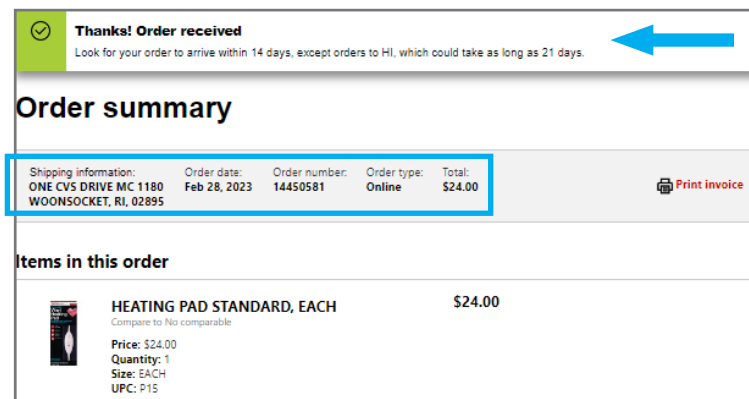 Thanks! Order received
Look for your order to arrive within 14 days, except orders to HI, which could take as long as 21 days.
Order summary
Shipping information: Order date: Order number: Order type: Total:
ONE CVS DRIVE MC 1180 Feb 28, 2023 14450581 Online $24.00
WOONSOCKET, RI, 02895
Print invoice
Items in this order
HEATING PAD STANDARD, EACH $24.00
Compare to No comparable
Price: $24.00
Quantity: 1
Size: EACH
UPC: P15